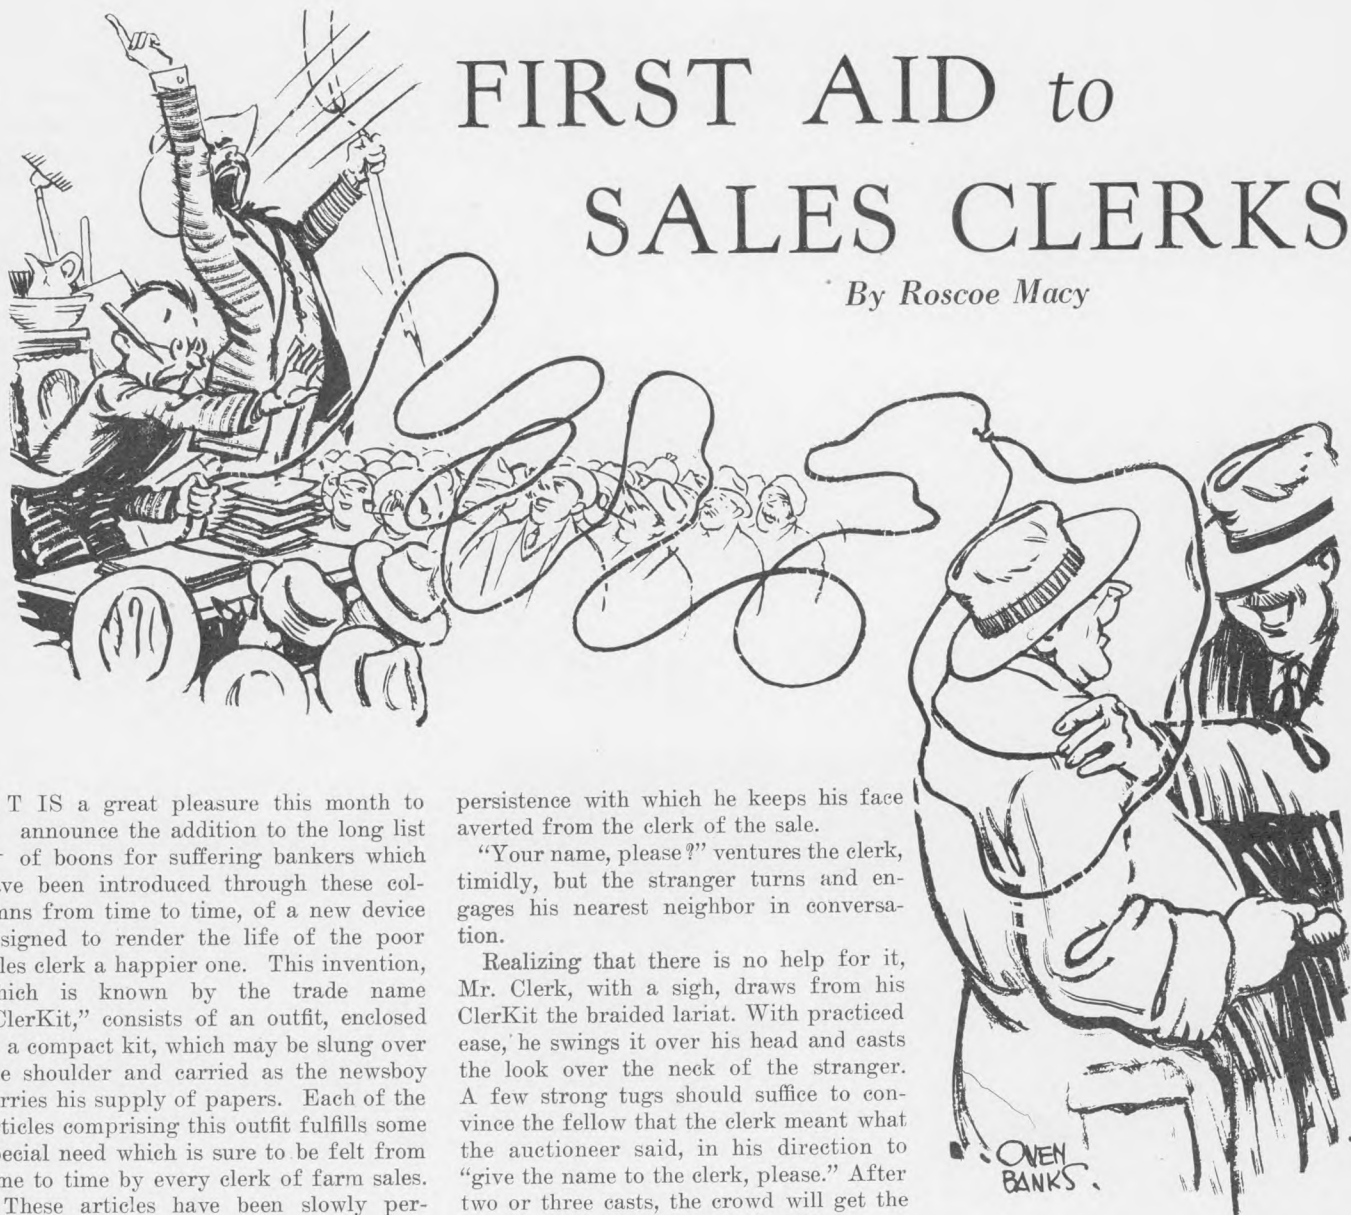 FIRST AID to
SALES CLERKS
By Roscoe Macy
T IS a great pleasure this month to
announce the addition to the long list
of boons for suffering bankers which
ve been introduced through these col-
nns from time to time, of a new device
signed to render the life of the poor
les clerk a happier one. This invention,
hich is known by the trade name
ClerKit,” consists of an outfit, enclosed
a compact kit, which may be slung over
e shoulder and carried as the newsboy
rries his supply of papers. Each of the
ticles comprising this outfit fulfills some
ecial need which is sure to be felt from
ne to time by every clerk of farm sales.
These articles have been slowly per-
persistence with which he keeps his face
averted from the clerk of the sale.
“Your name, please?” ventures the clerk,
timidly, but the stranger turns and en-
gages his nearest neighbor in conversa-
tion.
Realizing that there is no help for it,
Mr. Clerk, with a sigh, draws from his
ClerKit the braided lariat. With practiced
ease, he swings it over his head and casts
the look over the neck of the stranger.
A few strong tugs should suffice to con-
vince the fellow that the clerk meant what
the auctioneer said, in his direction to
“give the name to the clerk, please.” After
two or three casts, the crowd will get the
OWEN
BANKS.